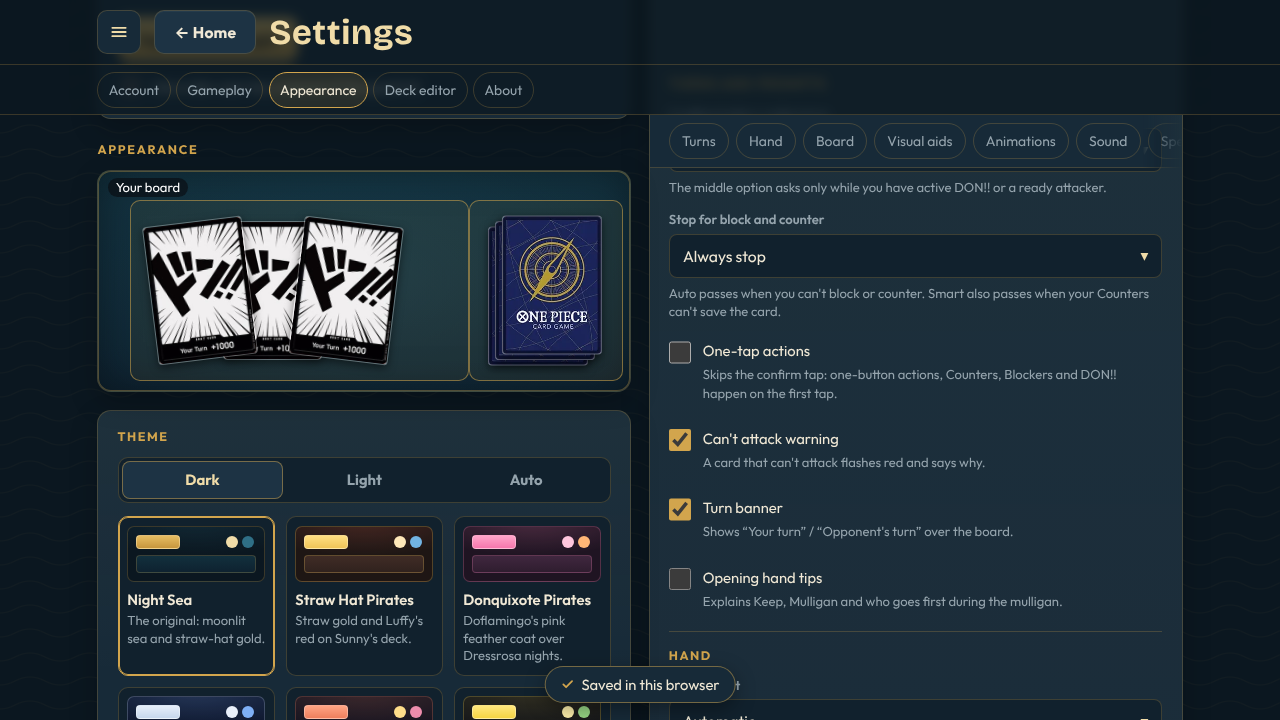 ← Home
Settings
Account
Gameplay
Appearance
Deck editor
About
APPEARANCE
Your board
ドン!!
Your Turn +1000
ドン!!
ドン!!
Your Turn +1000
ONE PIECE
CARD GAME
THEME
Dark
Light
Auto
Night Sea
The original: moonlit
sea and straw-hat gold.
Straw Hat Pirates
Straw gold and Luffy's
red on Sunny's deck.
Donquixote Pirates
Doflamingo's pink
feather coat over
Dressrosa nights.
Turns
Hand
Board
Visual aids
Animations
Sound
The middle option asks only while you have active DON!! or a ready attacker.
Stop for block and counter
Always stop
Auto passes when you can't block or counter. Smart also passes when your Counters
can't save the card.
One-tap actions
Skips the confirm tap: one-button actions, Counters, Blockers and DON!!
happen on the first tap.
Can't attack warning
A card that can't attack flashes red and says why.
Turn banner
Shows “Your turn” / “Opponent's turn” over the board.
Opening hand tips
Explains Keep, Mulligan and who goes first during the mulligan.
HAND
Automatic
Saved in this browser